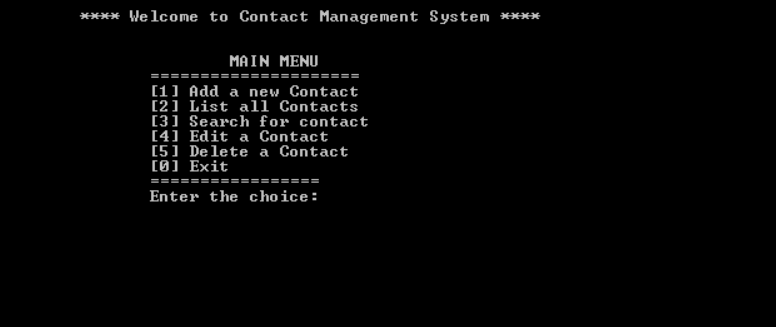 **** Welcome to Contact Management System ****
MAIN MENU
=====================
[1] Add a new Contact
[2] List all Contacts
[3] Search for contact
[4] Edit a Contact
[5] Delete a Contact
[0] Exit
=================
Enter the choice: